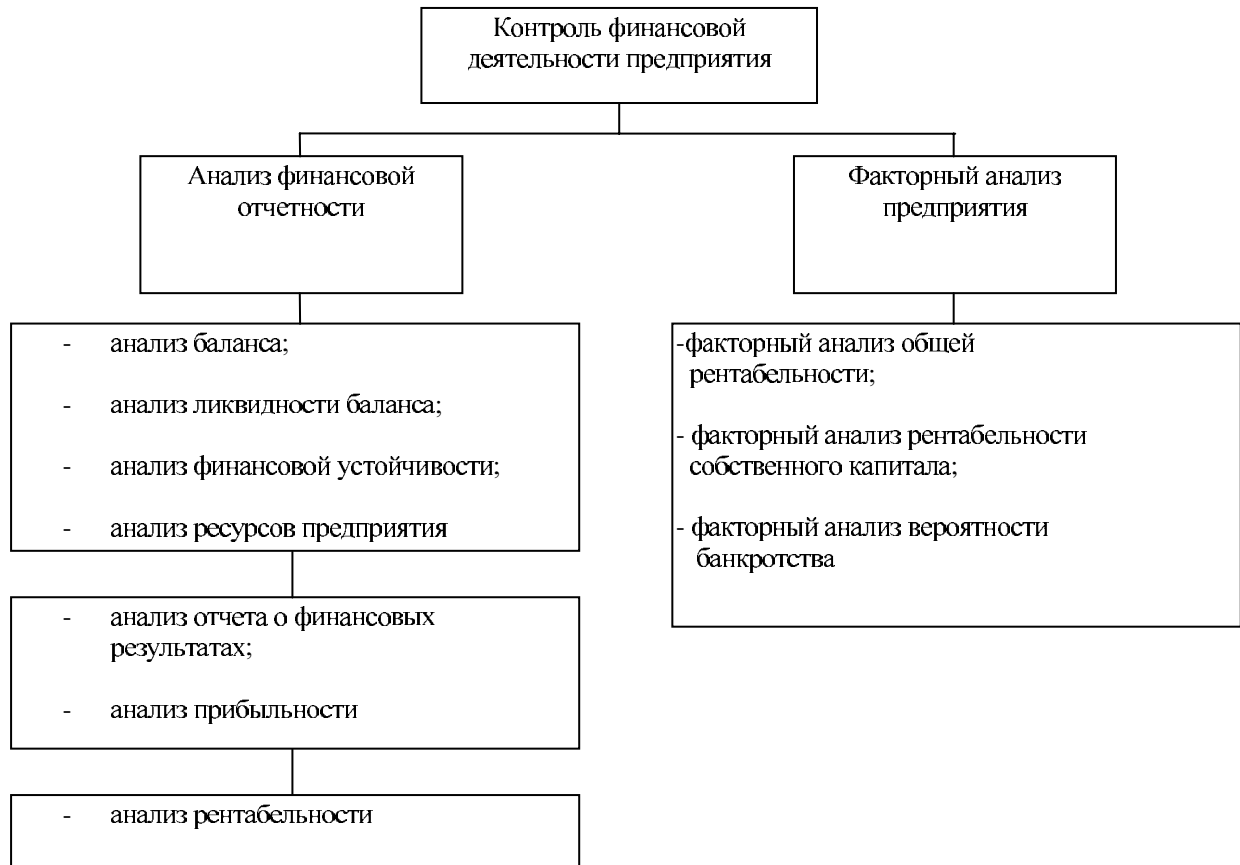 Контроль финансовой
деятельности предприятия
Анализ финансовой
отчетности
Факторный анализ
предприятия
- анализ баланса;
- анализ ликвидности баланса;
- анализ финансовой устойчивости;
- анализ ресурсов предприятия
-факторный анализ общей
рентабельности;
- факторный анализ рентабельности
собственного капитала;
- факторный анализ вероятности
банкротства
- анализ отчета о финансовых
результатах;
- анализ прибыльности
- анализ рентабельности